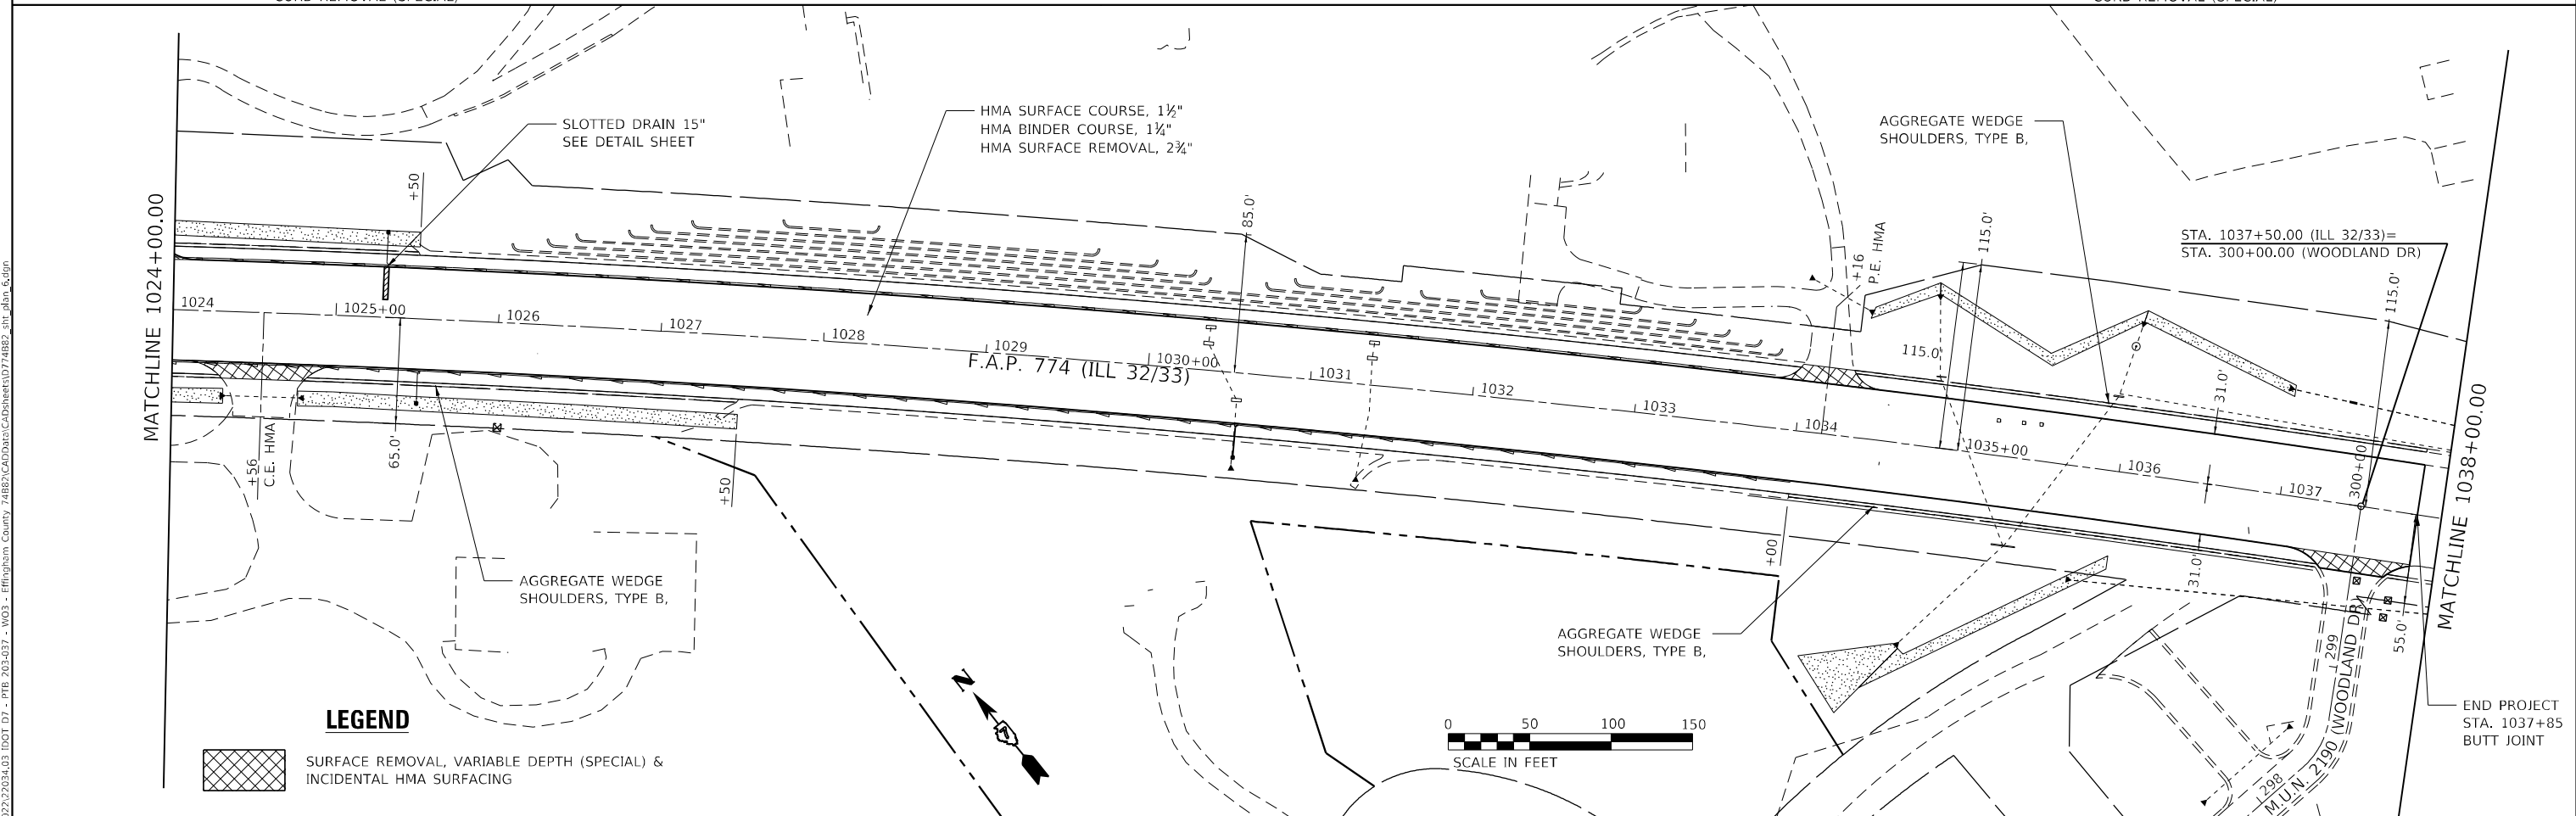 SLOTTED DRAIN 15"
SEE DETAIL SHEET
HMA SURFACE COURSE, 1½"
HMA BINDER COURSE, 1¼"
HMA SURFACE REMOVAL, 2¾"
AGGREGATE WEDGE
SHOULDERS, TYPE B,
STA. 1037+50.00 (ILL 32/33)=
STA. 300+00.00 (WOODLAND DR)
MATCHLINE 1024+00.00
+50
85.0'
+16
P.E. HMA
115.0'
115.0'
115.0'
31.0'
1024
1025+00
1026
1027
1028
1029
1030+00
1031
1032
1033
1034
1035+00
1036
1037
300+00
F.A.P. 774 (ILL 32/33)
MATCHLINE 1038+00.00
+56
C.E. HMA
65.0'
+50
+00
31.0'
55.0'
AGGREGATE WEDGE
SHOULDERS, TYPE B,
AGGREGATE WEDGE
SHOULDERS, TYPE B,
299
298
M.U.N. 2190 (WOODLAND DR)
END PROJECT
STA. 1037+85
BUTT JOINT
N
7
0 50 100 150
SCALE IN FEET
LEGEND
SURFACE REMOVAL, VARIABLE DEPTH (SPECIAL) &
INCIDENTAL HMA SURFACING